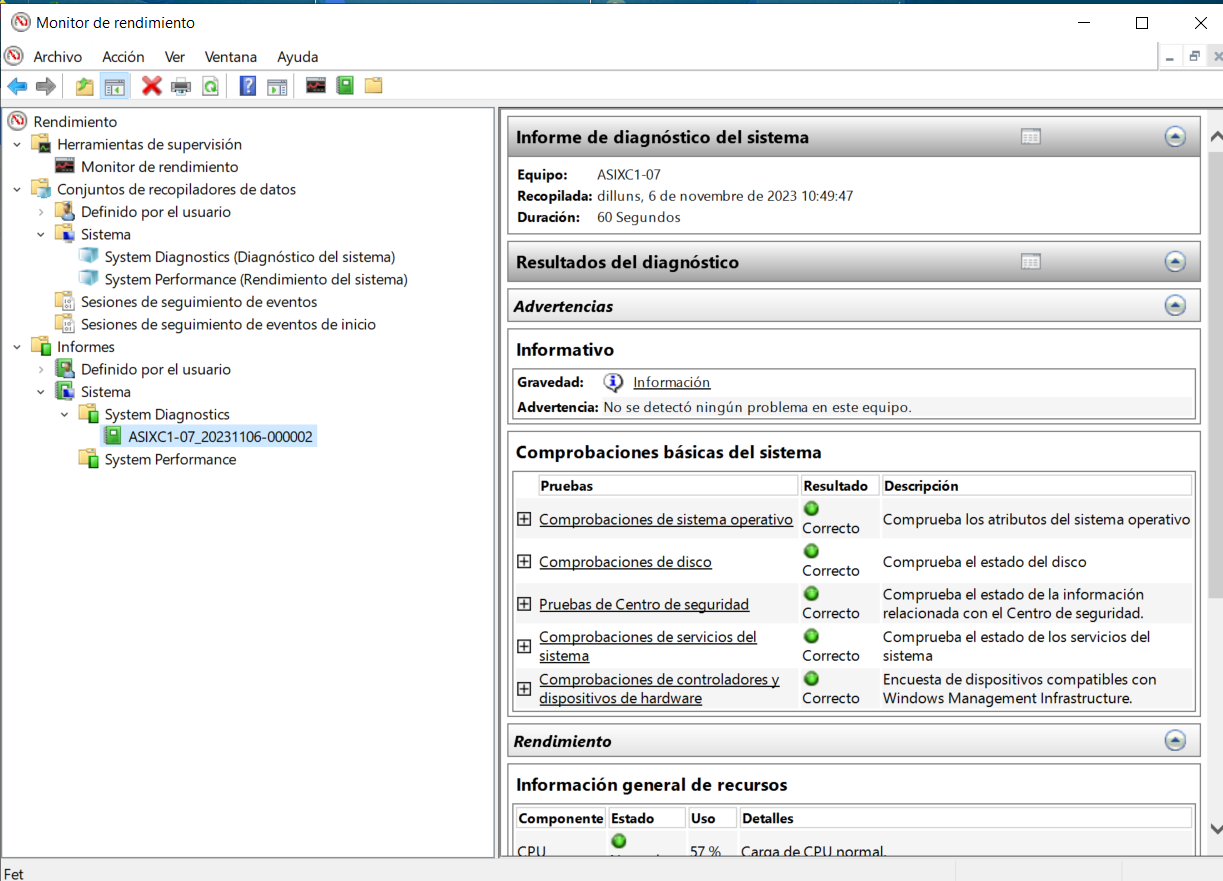 Monitor de rendimiento
Archivo Acción Ver Ventana Ayuda
Rendimiento
Herramientas de supervisión
Monitor de rendimiento
Conjuntos de recopiladores de datos
Definido por el usuario
Sistema
System Diagnostics (Diagnóstico del sistema)
System Performance (Rendimiento del sistema)
Sesiones de seguimiento de eventos
Sesiones de seguimiento de eventos de inicio
Informes
Definido por el usuario
Sistema
System Diagnostics
ASIXC1-07_20231106-000002
System Performance
Informe de diagnóstico del sistema
Equipo: ASIXC1-07
Recopilada: dilluns, 6 de novembre de 2023 10:49:47
Duración: 60 Segundos
Resultados del diagnóstico
Advertencias
Informativo
Gravedad: Información
Advertencia: No se detectó ningún problema en este equipo.
Comprobaciones básicas del sistema
Pruebas Resultado Descripción
Comprobaciones de sistema operativo Correcto Comprueba los atributos del sistema operativo
Comprobaciones de disco Correcto Comprueba el estado del disco
Pruebas de Centro de seguridad Correcto Comprueba el estado de la información
relacionada con el Centro de seguridad.
Comprobaciones de servicios del
sistema Correcto Comprueba el estado de los servicios del
sistema
Comprobaciones de controladores y
dispositivos de hardware Correcto Encuesta de dispositivos compatibles con
Windows Management Infrastructure.
Rendimiento
Información general de recursos
Componente Estado Uso Detalles
CPU 57 % Carga de CPU normal.
Fet